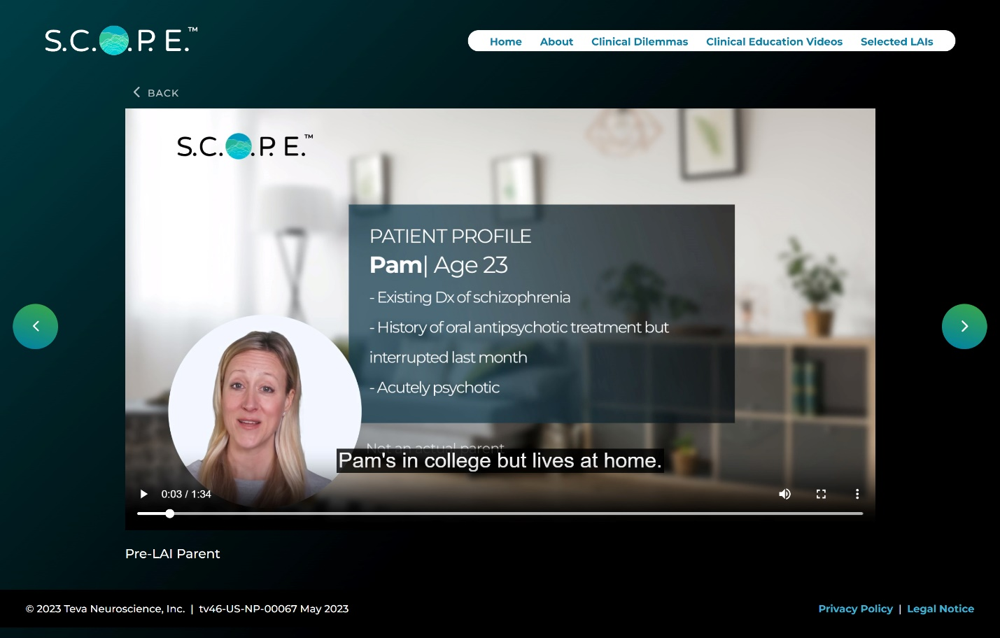 S.C.O.P.E.™
Home About Clinical Dilemmas Clinical Education Videos Selected LAIs
BACK
S.C.O.P.E.™
PATIENT PROFILE
Pam| Age 23
- Existing Dx of schizophrenia
- History of oral antipsychotic treatment but
interrupted last month
- Acutely psychotic
Not an actual parent
Pam's in college but lives at home.
0:03 / 1:34
Pre-LAI Parent
© 2023 Teva Neuroscience, Inc. | tv46-US-NP-00067 May 2023
Privacy Policy | Legal Notice